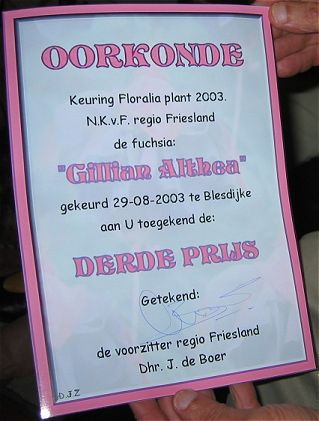 OORKONDE
Keuring Floralia plant 2003.
N.K.v.F. regio Friesland
de fuchsia:
"Gillian Althea"
gekeurd 29-08-2003 te Blesdijke
aan U toegekend de:
DERDE PRIJS
Getekend:
de voorzitter regio Friesland
Dhr. J. de Boer
D.J.Z